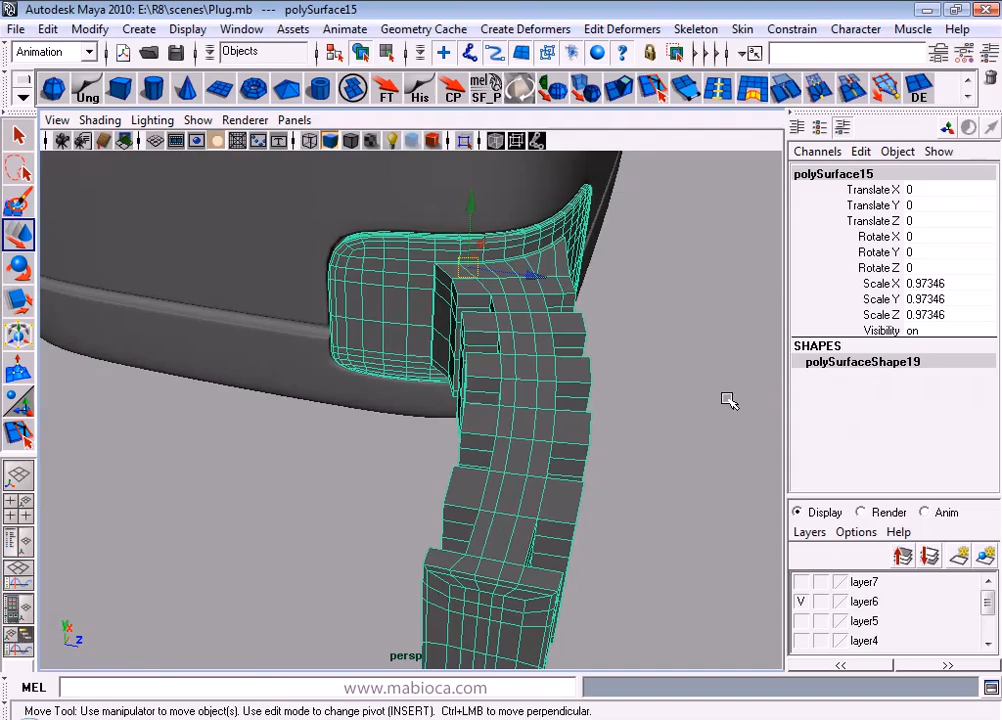 Autodesk Maya 2010: E:\R8\scenes\Plug.mb --- polySurface15
File Edit Modify Create Display Window Assets Animate Geometry Cache Create Deformers Edit Deformers Skeleton Skin Constrain Character Muscle Help
Animation Objects
Ung FT His CP mel SF_P DE
View Shading Lighting Show Renderer Panels
Channels Edit Object Show
polySurface15
Translate X 0
Translate Y 0
Translate Z 0
Rotate X 0
Rotate Y 0
Rotate Z 0
Scale X 0.97346
Scale Y 0.97346
Scale Z 0.97346
Visibility on
SHAPES
polySurfaceShape19
Display Render Anim
Layers Options Help
layer7
V layer6
layer5
layer4
<< >>
Y X
Z
persp
MEL www.mabioca.com
Move Tool: Use manipulator to move object(s). Use edit mode to change pivot (INSERT). Ctrl+LMB to move perpendicular.